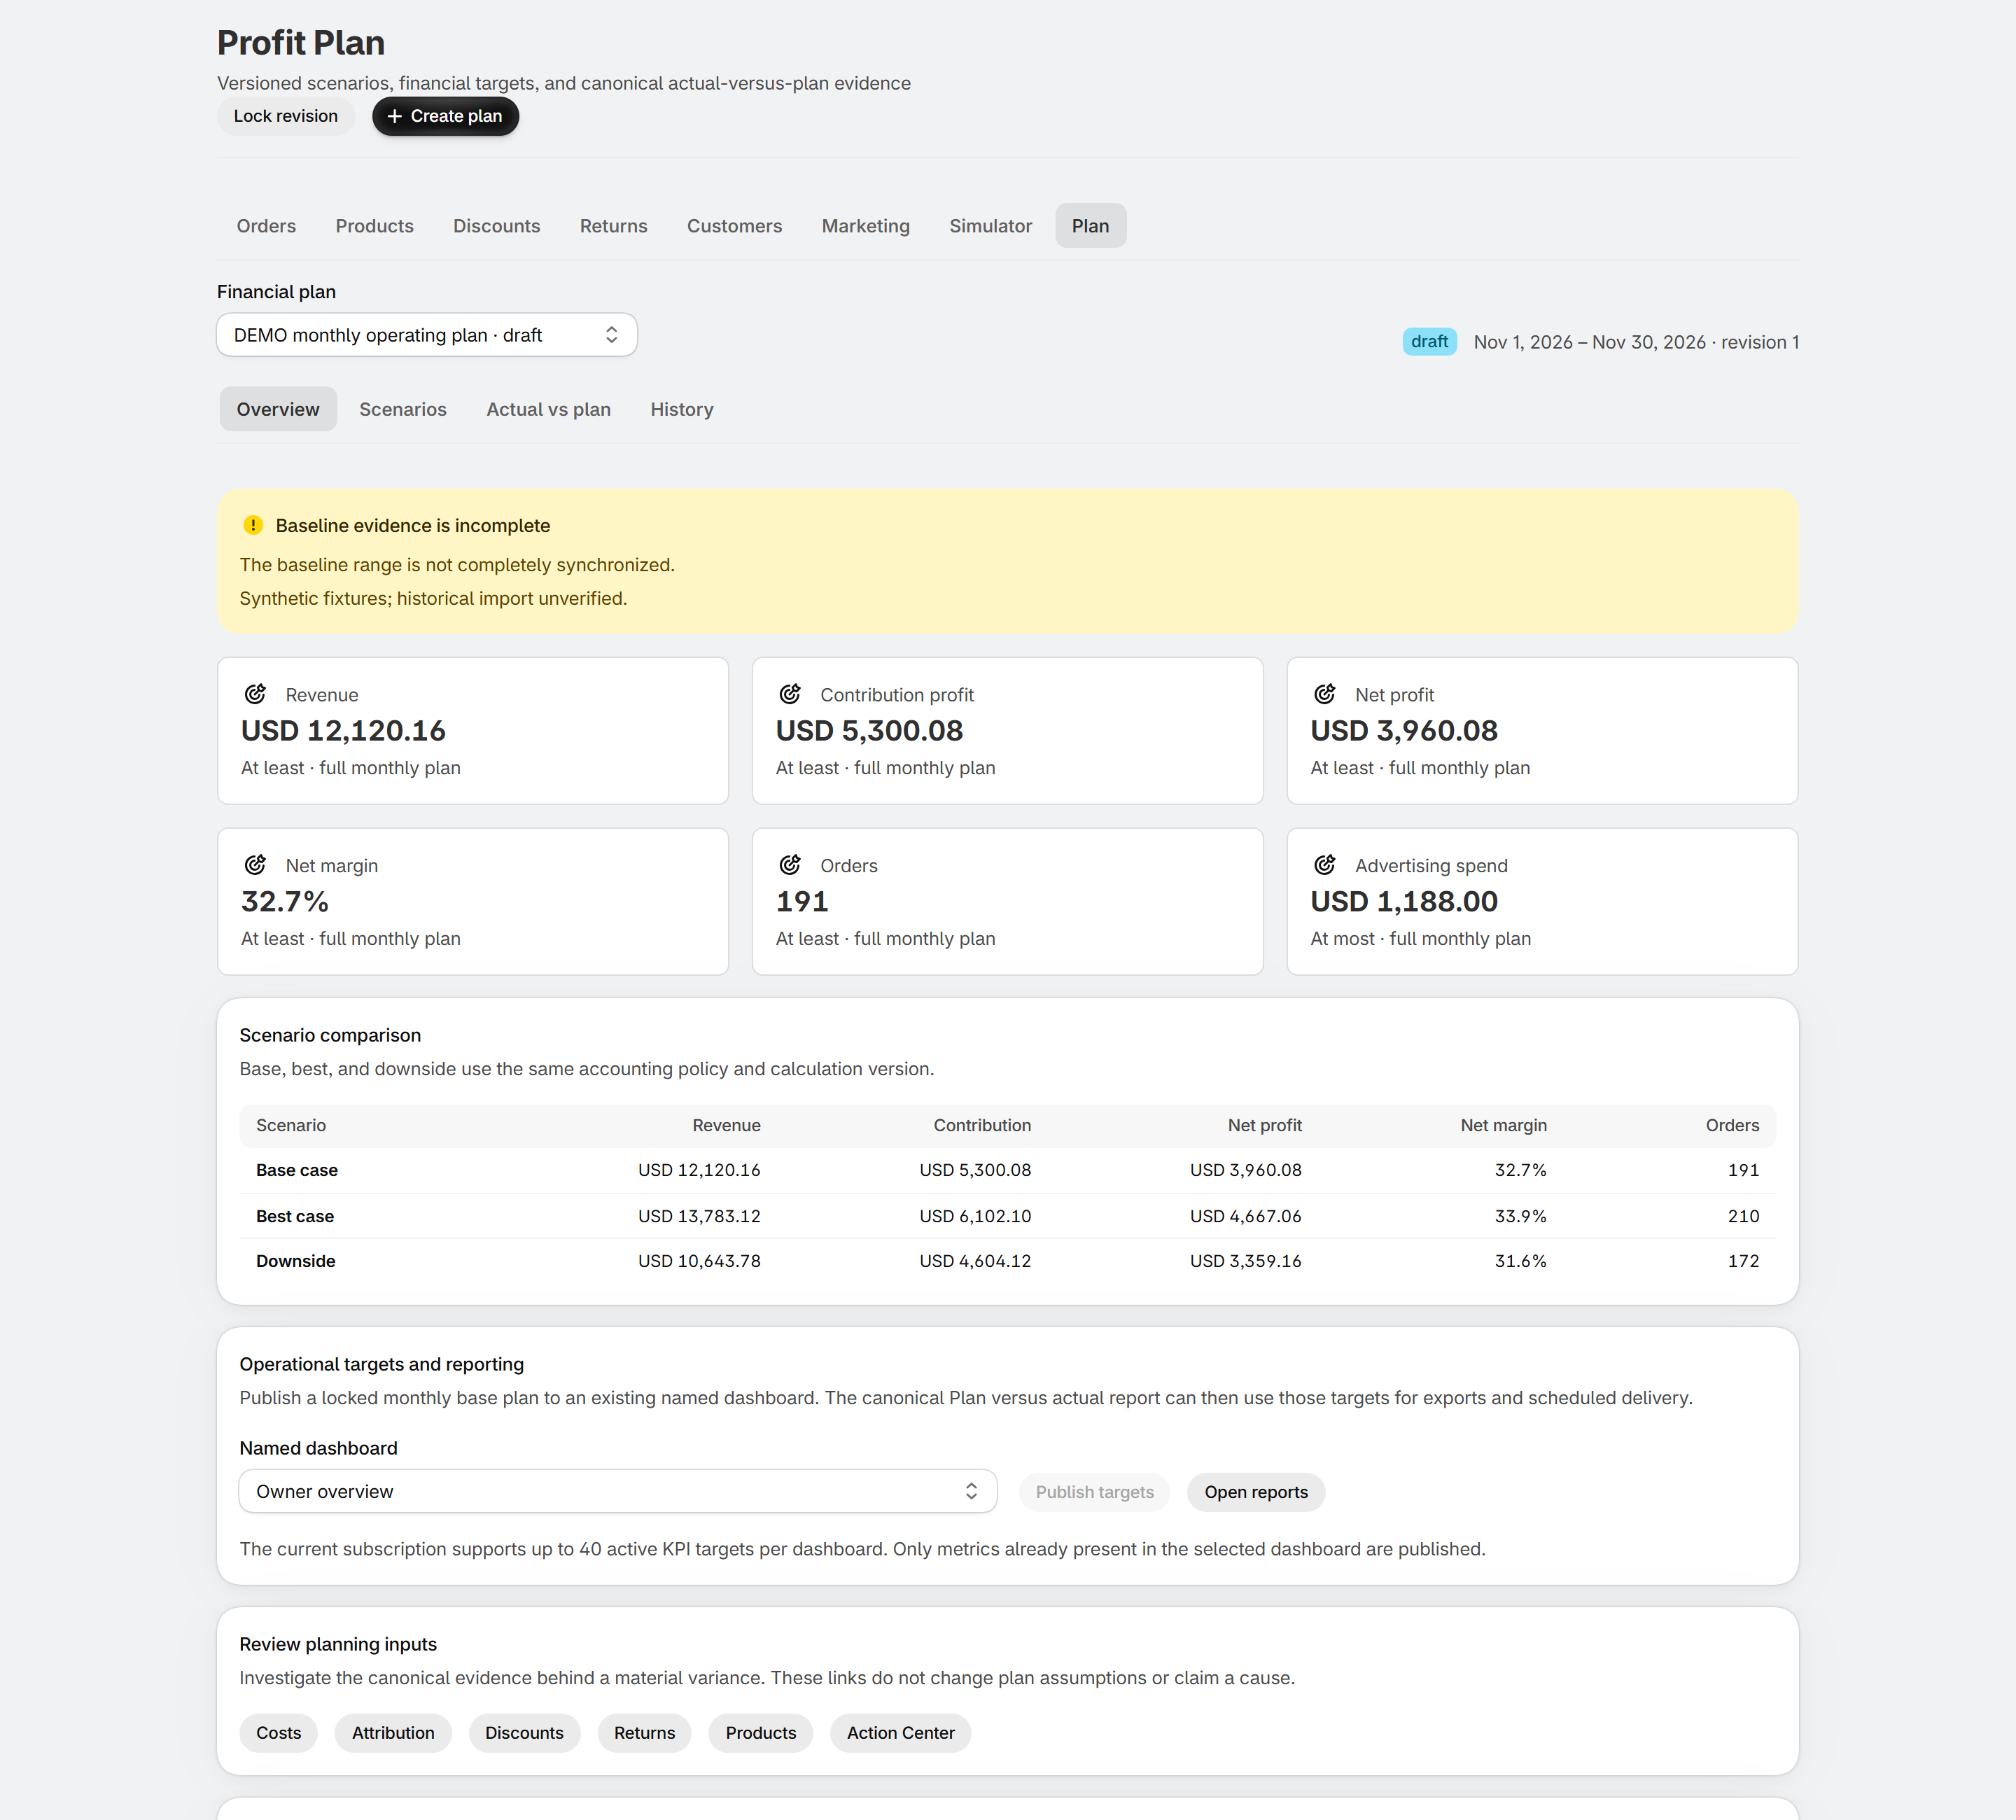 Profit Plan
Versioned scenarios, financial targets, and canonical actual-versus-plan evidence
Lock revision
Create plan
Orders Products Discounts Returns Customers Marketing Simulator Plan
Financial plan
DEMO monthly operating plan · draft
draft Nov 1, 2026 – Nov 30, 2026 · revision 1
Overview Scenarios Actual vs plan History
Baseline evidence is incomplete
The baseline range is not completely synchronized.
Synthetic fixtures; historical import unverified.
Revenue
USD 12,120.16
At least · full monthly plan
Contribution profit
USD 5,300.08
At least · full monthly plan
Net profit
USD 3,960.08
At least · full monthly plan
Net margin
32.7%
At least · full monthly plan
Orders
191
At least · full monthly plan
Advertising spend
USD 1,188.00
At most · full monthly plan
Scenario comparison
Base, best, and downside use the same accounting policy and calculation version.
Scenario Revenue Contribution Net profit Net margin Orders
Base case USD 12,120.16 USD 5,300.08 USD 3,960.08 32.7% 191
Best case USD 13,783.12 USD 6,102.10 USD 4,667.06 33.9% 210
Downside USD 10,643.78 USD 4,604.12 USD 3,359.16 31.6% 172
Operational targets and reporting
Publish a locked monthly base plan to an existing named dashboard. The canonical Plan versus actual report can then use those targets for exports and scheduled delivery.
Named dashboard
Owner overview
Publish targets
Open reports
The current subscription supports up to 40 active KPI targets per dashboard. Only metrics already present in the selected dashboard are published.
Review planning inputs
Investigate the canonical evidence behind a material variance. These links do not change plan assumptions or claim a cause.
Costs Attribution Discounts Returns Products Action Center